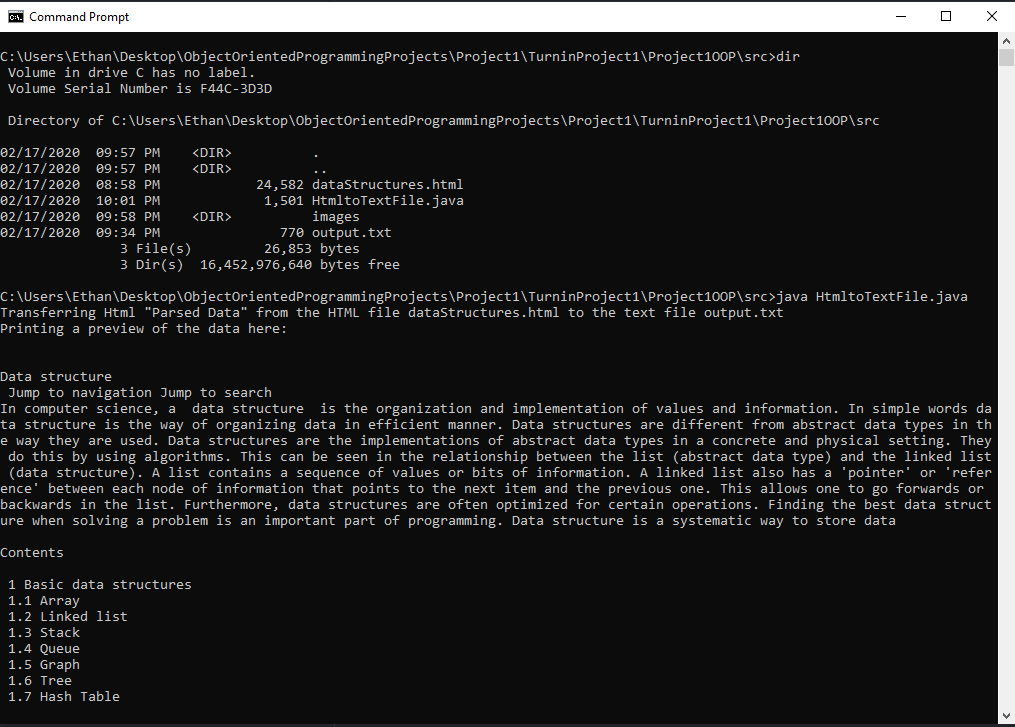 Command Prompt
C:\Users\Ethan\Desktop\ObjectOrientedProgrammingProjects\Project1\TurninProject1\Project1OOP\src>dir
 Volume in drive C has no label.
 Volume Serial Number is F44C-3D3D
 Directory of C:\Users\Ethan\Desktop\ObjectOrientedProgrammingProjects\Project1\TurninProject1\Project1OOP\src
02/17/2020  09:57 PM    <DIR>          .
02/17/2020  09:57 PM    <DIR>          ..
02/17/2020  08:58 PM            24,582 dataStructures.html
02/17/2020  10:01 PM             1,501 HtmltoTextFile.java
02/17/2020  09:58 PM    <DIR>          images
02/17/2020  09:34 PM               770 output.txt
               3 File(s)         26,853 bytes
               3 Dir(s)  16,452,976,640 bytes free
C:\Users\Ethan\Desktop\ObjectOrientedProgrammingProjects\Project1\TurninProject1\Project1OOP\src>java HtmltoTextFile.java
Transferring Html "Parsed Data" from the HTML file dataStructures.html to the text file output.txt
Printing a preview of the data here:
Data structure
 Jump to navigation Jump to search
In computer science, a  data structure  is the organization and implementation of values and information. In simple words da
ta structure is the way of organizing data in efficient manner. Data structures are different from abstract data types in th
e way they are used. Data structures are the implementations of abstract data types in a concrete and physical setting. They
 do this by using algorithms. This can be seen in the relationship between the list (abstract data type) and the linked list
 (data structure). A list contains a sequence of values or bits of information. A linked list also has a 'pointer' or 'refer
ence' between each node of information that points to the next item and the previous one. This allows one to go forwards or
backwards in the list. Furthermore, data structures are often optimized for certain operations. Finding the best data struct
ure when solving a problem is an important part of programming. Data structure is a systematic way to store data
Contents
 1 Basic data structures
 1.1 Array
 1.2 Linked list
 1.3 Stack
 1.4 Queue
 1.5 Graph
 1.6 Tree
 1.7 Hash Table